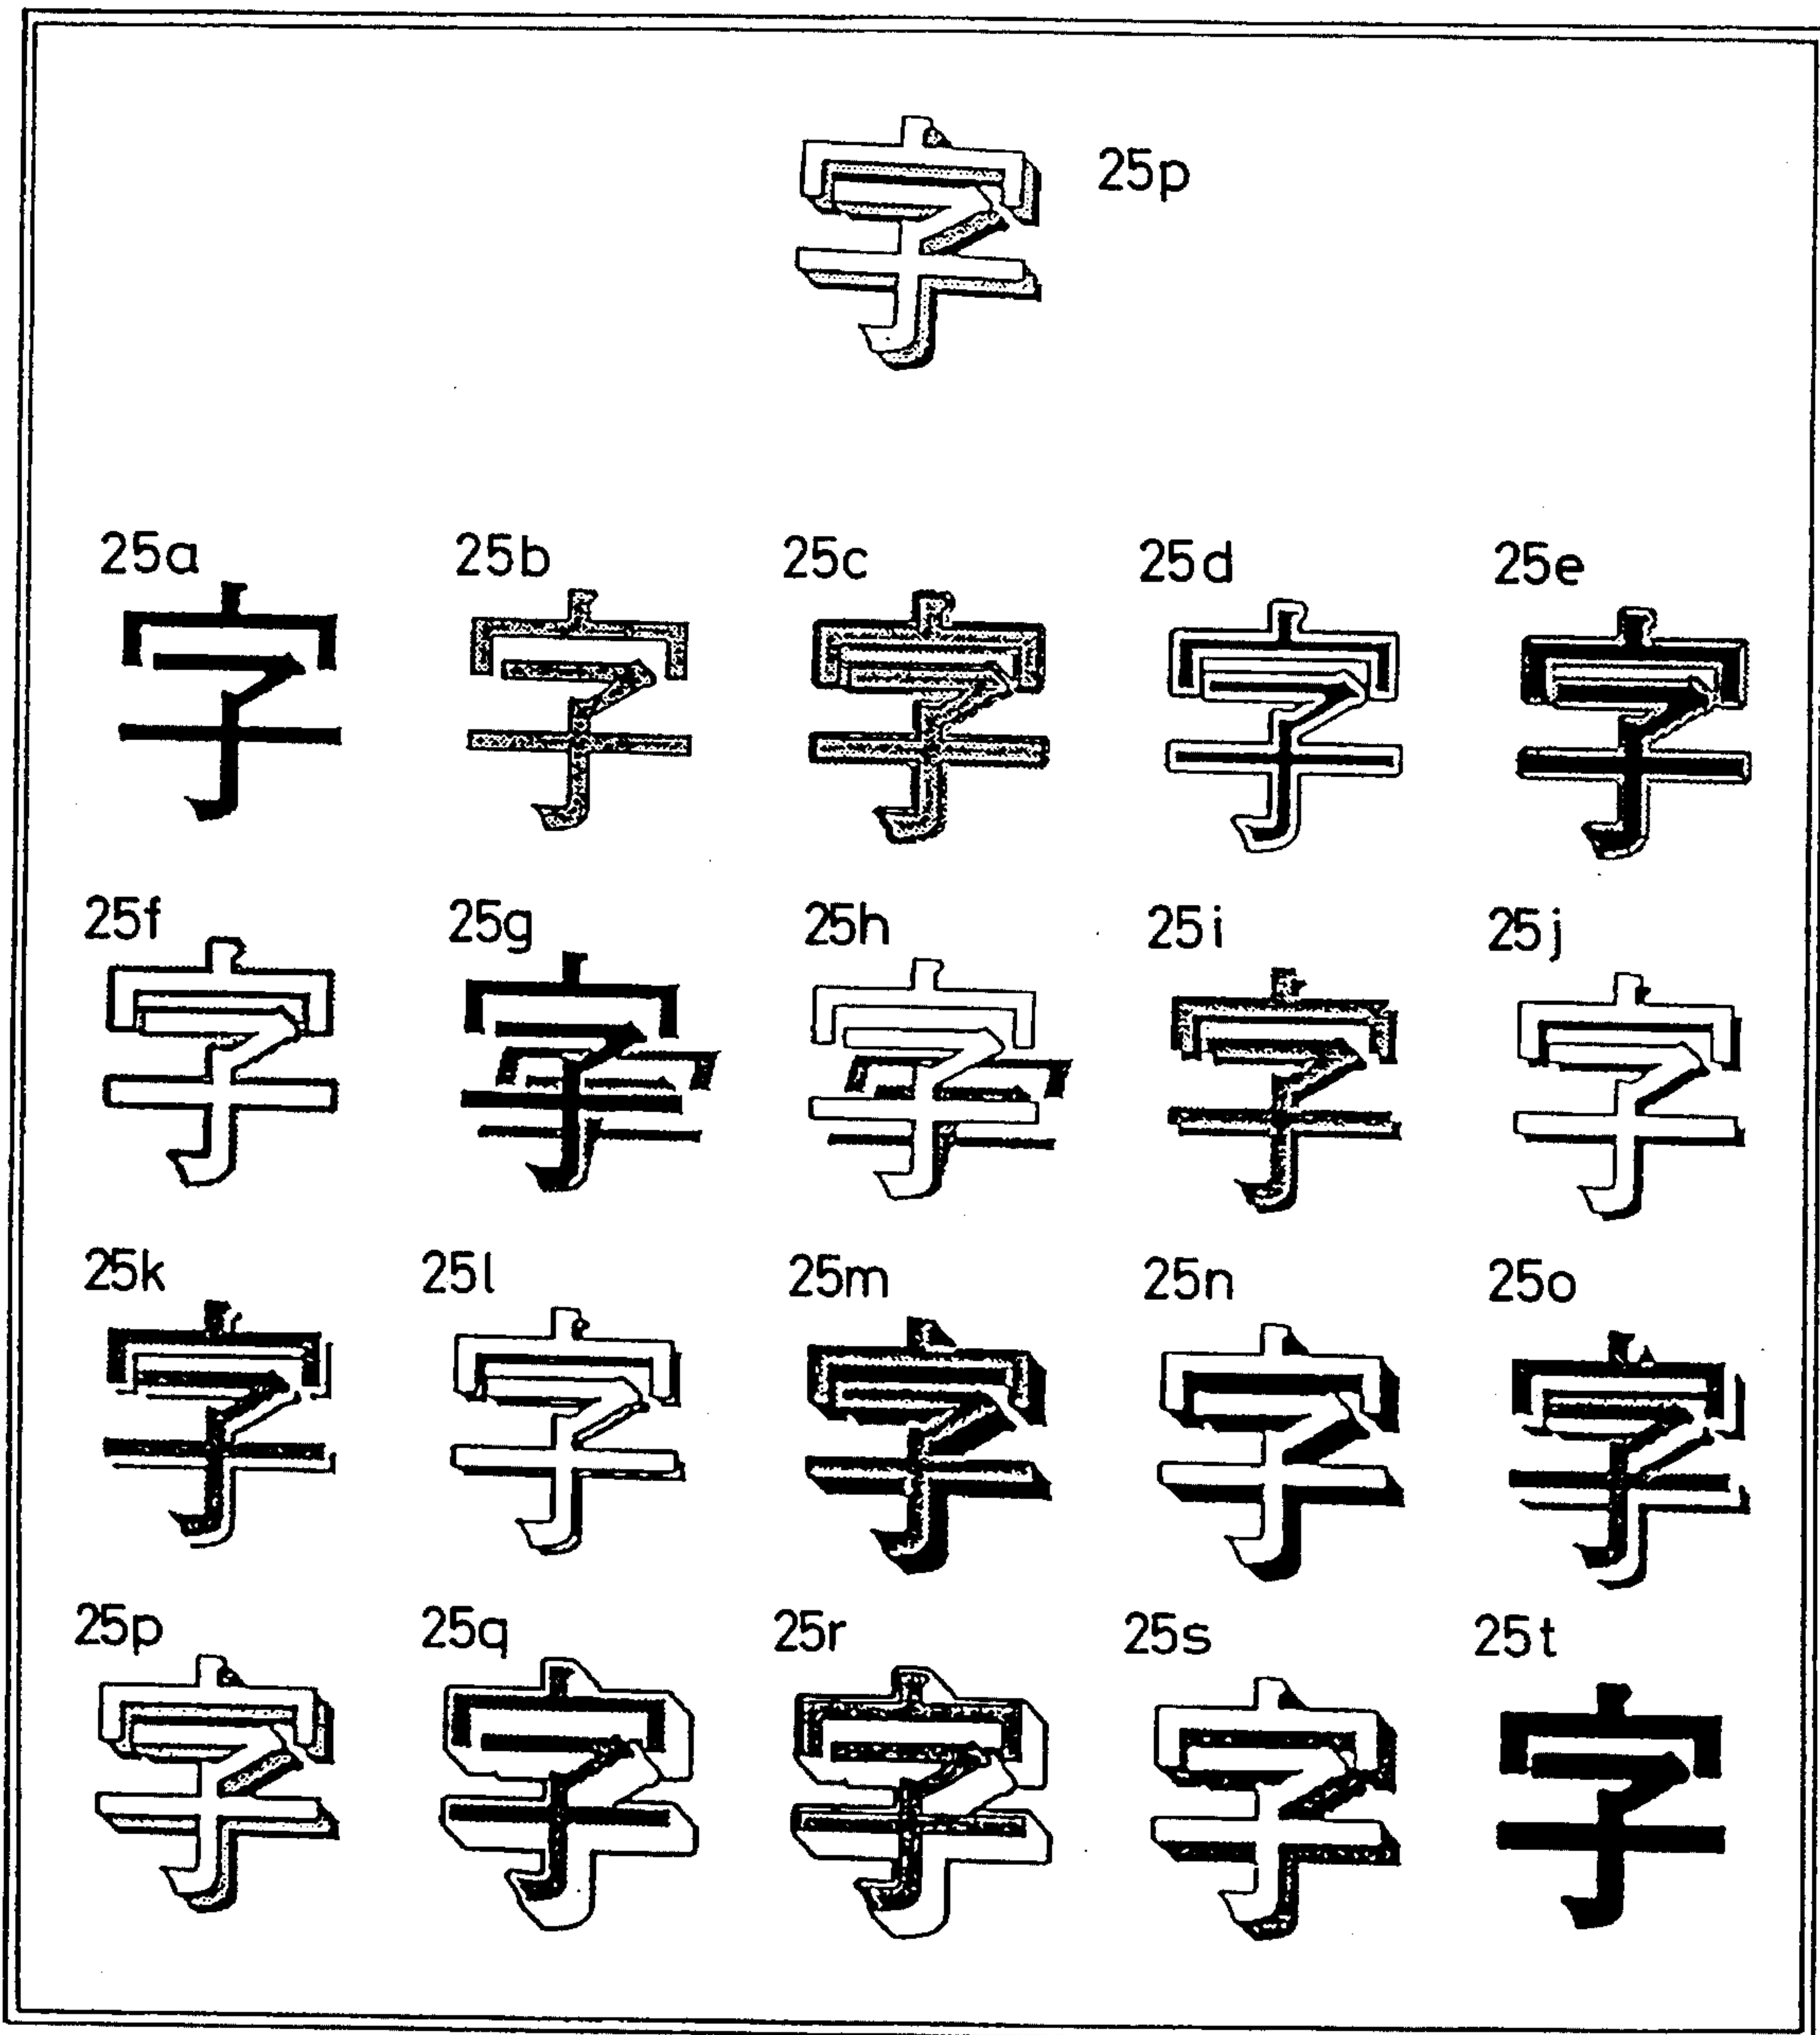 字 25p
25a 25b 25c 25d 25e
字 字 字 字 字
25f 25g 25h 25i 25j
字 字 字 字 字
25k 25l 25m 25n 25o
字 字 字 字 字
25p 25q 25r 25s 25t
字 字 字 字 字